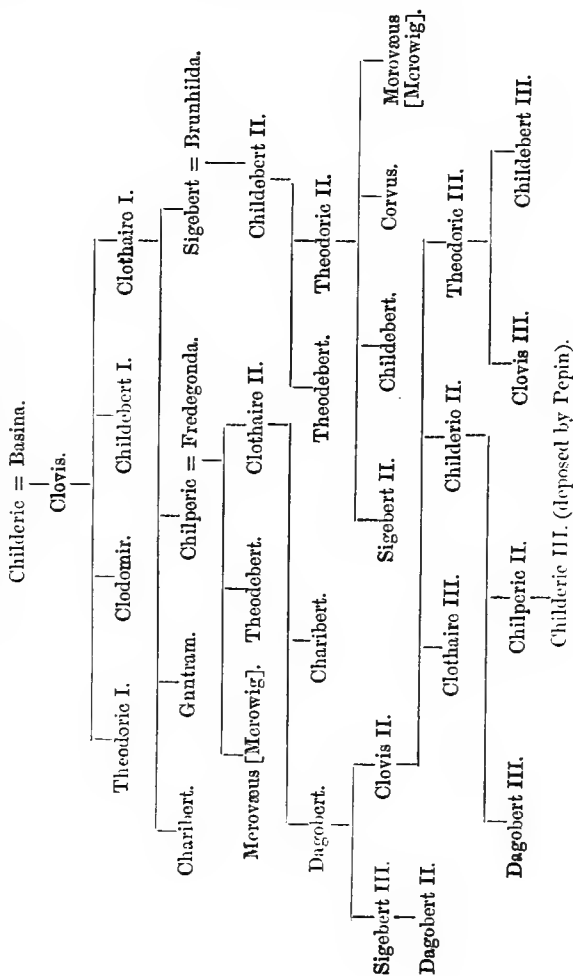 Childeric = Basina.
Clovis.
Theodoric I. Clodomir. Childebert I. Clothaire I.
Charibert. Guntram. Chilperic = Fredegonda. Sigebert = Brunhilda.
Merovæus [Merowig]. Theodebert. Clothaire II. Childebert II.
Dagobert. Charibert. Theodebert. Theodoric II.
Sigebert II. Childebert. Corvus. Merovæus
[Merowig].
Sigebert III. Clovis II.
Dagobert II. Clothaire III. Childeric II. Theodoric III.
Dagobert III. Chilperic II. Clovis III. Childebert III.
Childeric III. (deposed by Pepin).